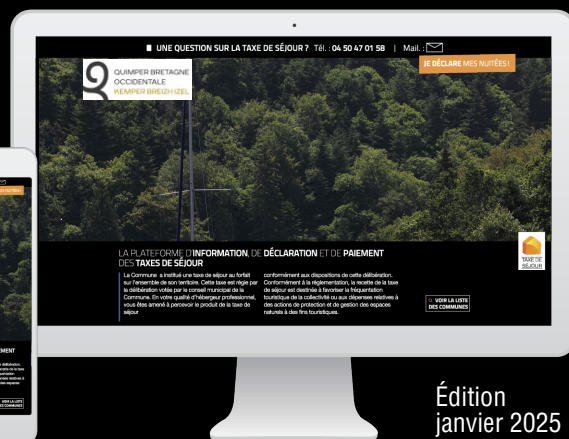 UNE QUESTION SUR LA TAXE DE SÉJOUR ? Tél. : 04 50 47 01 58 | Mail. :
JE DÉCLARE MES NUITÉES !
QUIMPER BRETAGNE
OCCIDENTALE
KEMPER BREIZH IZEL
LA PLATEFORME D'INFORMATION, DE DÉCLARATION ET DE PAIEMENT
DES TAXES DE SÉJOUR
La Commune a institué une taxe de séjour au forfait
sur l'ensemble de son territoire. Cette taxe est régie par
la délibération votée par le conseil municipal de la
Commune. En votre qualité d'hébergeur professionnel,
vous êtes amené à percevoir le produit de la taxe de
séjour
conformément aux dispositions de cette délibération.
Conformément à la réglementation, la recette de la taxe
de séjour est destinée à favoriser la fréquentation
touristique de la collectivité ou aux dépenses relatives à
des actions de protection et de gestion des espaces
naturels à des fins touristiques.
TAXE DE
SÉJOUR
VOIR LA LISTE
DES COMMUNES
VOIR LA LISTE
DES COMMUNES
Édition
janvier 2025